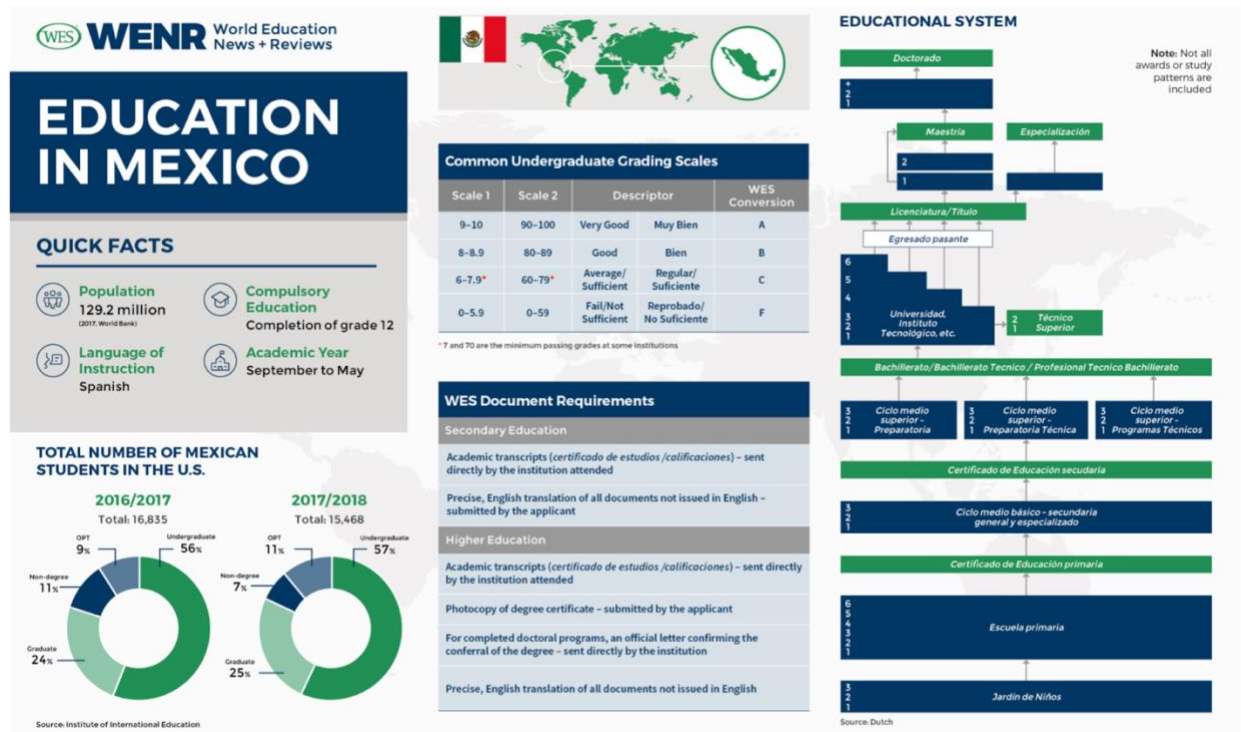 WES WENR World Education
News + Reviews
EDUCATION
IN MEXICO
QUICK FACTS
Population
129.2 million
(2017, World Bank)
Compulsory
Education
Completion of grade 12
Language of
Instruction
Spanish
Academic Year
September to May
TOTAL NUMBER OF MEXICAN
STUDENTS IN THE U.S.
2016/2017
Total: 16,835
OPT
9%
Undergraduate
56%
Non-degree
11%
Graduate
24%
2017/2018
Total: 15,468
OPT
11%
Undergraduate
57%
Non-degree
7%
Graduate
25%
Source: Institute of International Education
Common Undergraduate Grading Scales
Scale 1 Scale 2 Descriptor WES
Conversion
9–10 90–100 Very Good Muy Bien A
8–8.9 80–89 Good Bien B
6–7.9* 60–79* Average/ Regular/ C
Sufficient Suficiente
0–5.9 0–59 Fail/Not Reprobado/ F
Sufficient No Suficiente
* 7 and 70 are the minimum passing grades at some institutions
WES Document Requirements
Secondary Education
Academic transcripts (certificado de estudios /calificaciones) – sent
directly by the institution attended
Precise, English translation of all documents not issued in English –
submitted by the applicant
Higher Education
Academic transcripts (certificado de estudios /calificaciones) – sent directly
by the institution attended
Photocopy of degree certificate – submitted by the applicant
For completed doctoral programs, an official letter confirming the
conferral of the degree – sent directly by the institution
Precise, English translation of all documents not issued in English
EDUCATIONAL SYSTEM
Note: Not all
awards or study
patterns are
included
Doctorado
+
2
1
Maestría
Especialización
2
1
Licenciatura/Título
Egresado pasante
6
5
4
3
2
1
Universidad,
Instituto
Tecnológico, etc.
2 Técnico
1 Superior
Bachillerato/Bachillerato Tecnico / Profesional Tecnico Bachillerato
3 Ciclo medio
2 superior -
1 Preparatoria
3 Ciclo medio
2 superior -
1 Preparatoria Técnica
3 Ciclo medio
2 superior -
1 Programas Técnicos
Certificado de Educación secudaria
3
2
1
Ciclo medio básico - secundaria
general y especializado
Certificado de Educación primaria
6
5
4
3
2
1
Escuela primaria
3
2
1
Jardín de Niños
Source: Dutch